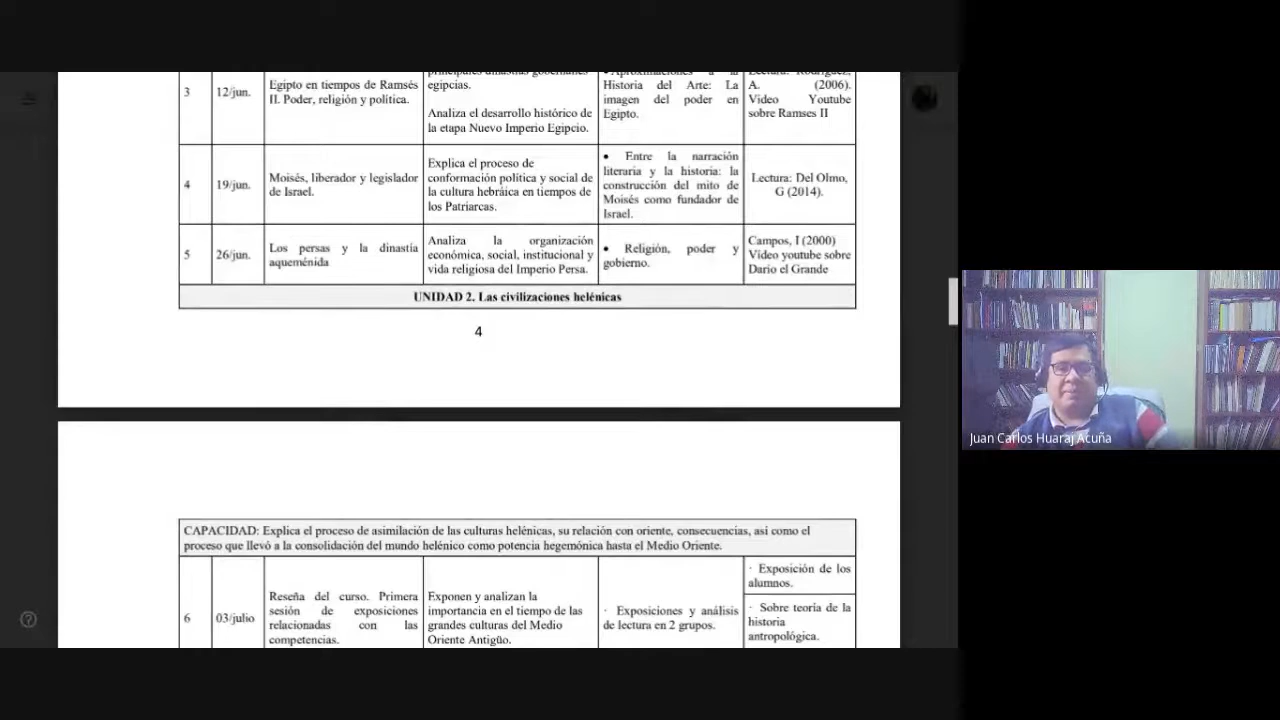 principales dinastías gobernantes
Aproximaciones a la
Lectura: Rodríguez,
3
12/jun.
Egipto en tiempos de Ramsés
II. Poder, religión y política.
egipcias.
Analiza el desarrollo histórico de
la etapa Nuevo Imperio Egipcio.
Historia del Arte: La
imagen del poder en
Egipto.
A. (2006).
Video Youtube
sobre Ramses II
4
19/jun.
Moisés, liberador y legislador
de Israel.
Explica el proceso de
conformación política y social de
la cultura hebráica en tiempos de
los Patriarcas.
• Entre la narración
literaria y la historia: la
construcción del mito de
Moisés como fundador de
Israel.
Lectura: Del Olmo,
G (2014).
5
26/jun.
Los persas y la dinastía
aqueménida
Analiza la organización
económica, social, institucional y
vida religiosa del Imperio Persa.
• Religión, poder y
gobierno.
Campos, I (2000)
Vídeo youtube sobre
Dario el Grande
UNIDAD 2. Las civilizaciones helénicas
4
CAPACIDAD: Explica el proceso de asimilación de las culturas helénicas, su relación con oriente, consecuencias, así como el
proceso que llevó a la consolidación del mundo helénico como potencia hegemónica hasta el Medio Oriente.
6
03/julio
Reseña del curso. Primera
sesión de exposiciones
relacionadas con las
competencias.
Exponen y analizan la
importancia en el tiempo de las
grandes culturas del Medio
Oriente Antigüo.
· Exposiciones y análisis
de lectura en 2 grupos.
· Exposición de los
alumnos.
· Sobre teoría de la
historia
antropológica.
Juan Carlos Huaraj Acuña